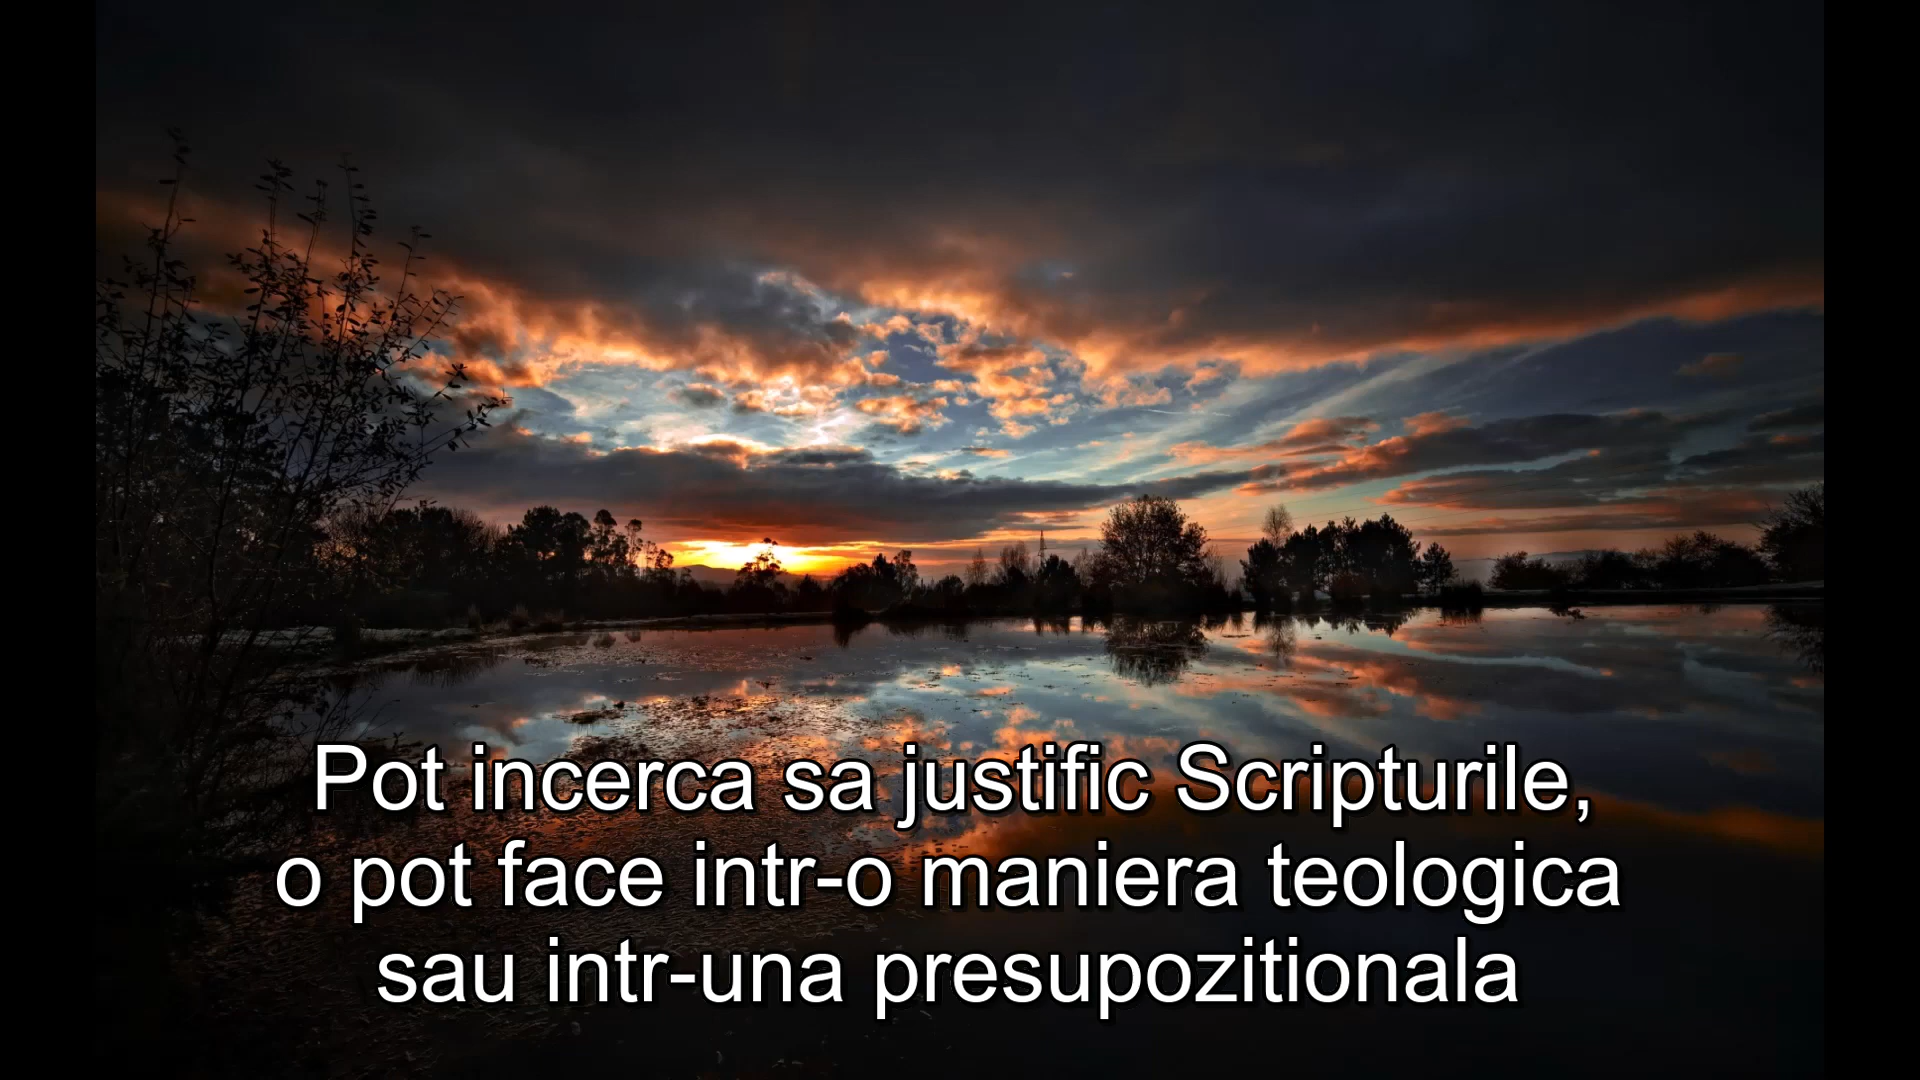 Pot incerca sa justific Scripturile,
o pot face intr-o maniera teologica
sau intr-una presupozitionala